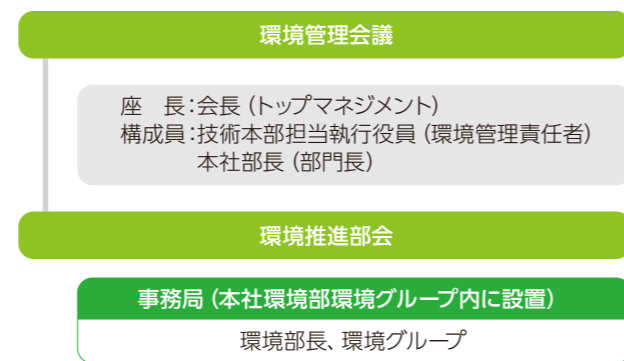 環境管理会議
座　長：会長（トップマネジメント）
構成員：技術本部担当執行役員（環境管理責任者）
本社部長（部門長）
環境推進部会
事務局（本社環境部環境グループ内に設置）
環境部長、環境グループ